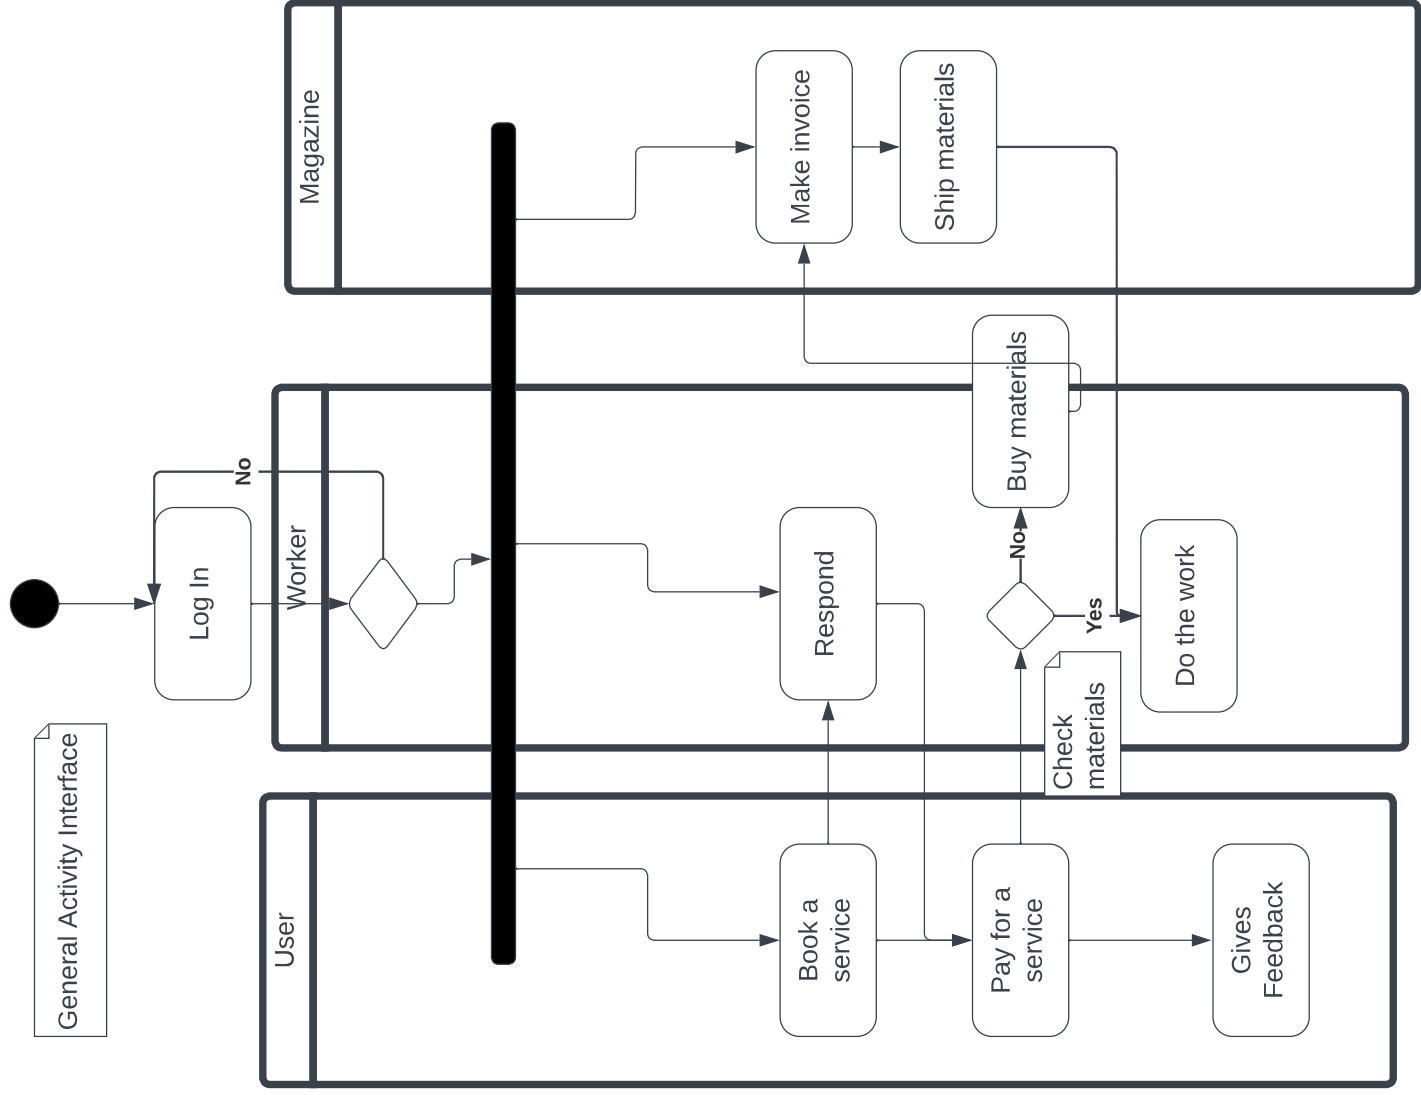 General Activity Interface
Log In
No
User
Worker
Magazine
Book a
service
Respond
Make invoice
Ship materials
Pay for a
service
No
Buy materials
Check
materials
Yes
Do the work
Gives
Feedback